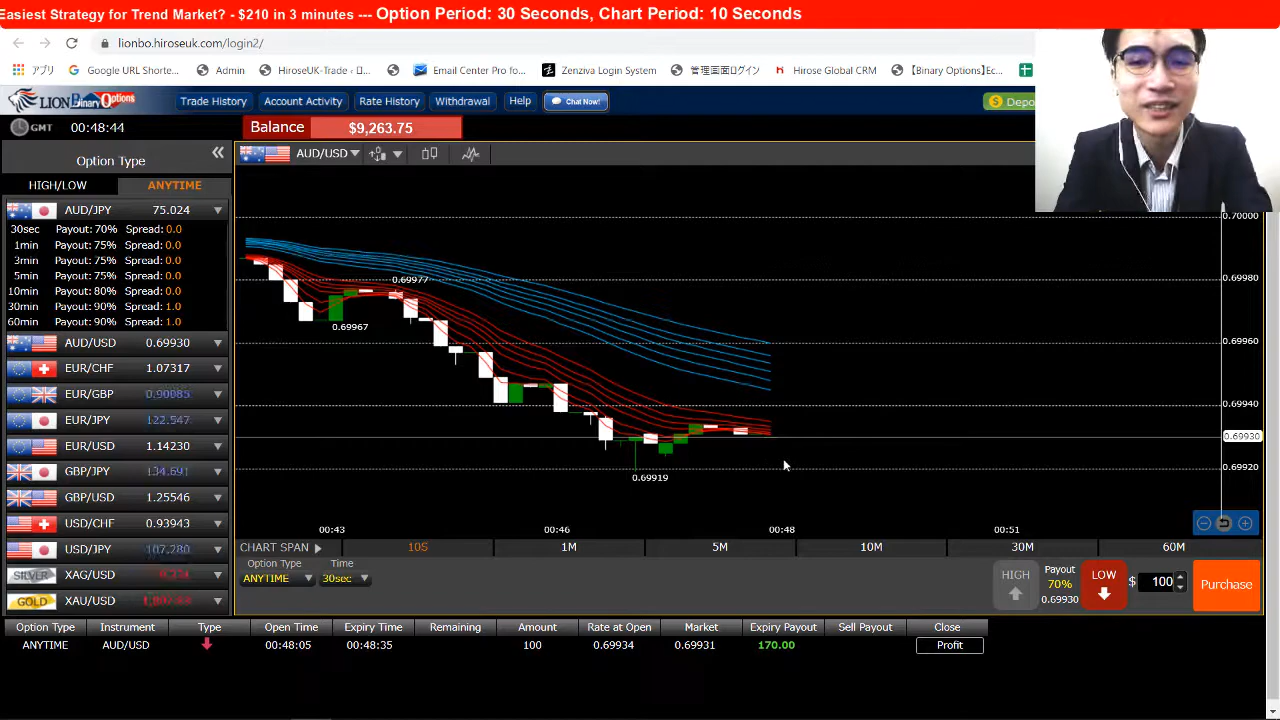 Easiest Strategy for Trend Market? - $210 in 3 minutes --- Option Period: 30 Seconds, Chart Period: 10 Seconds
lionbo.hiroseuk.com/login2/
アプリ Google URL Shorte... Admin HiroseUK-Trade ‹ ロ... Email Center Pro fo... Zenziva Login System 管理画面ログイン Hirose Global CRM 【Binary Options】Ec...
LION Binary Options Trade History Account Activity Rate History Withdrawal Help Chat Now! Depo
GMT 00:48:44 Balance $9,263.75
Option Type «
AUD/USD
HIGH/LOW ANYTIME
AUD/JPY 75.024
30sec Payout: 70% Spread: 0.0
1min Payout: 75% Spread: 0.0
3min Payout: 75% Spread: 0.0
5min Payout: 75% Spread: 0.0
10min Payout: 80% Spread: 0.0
30min Payout: 90% Spread: 1.0
60min Payout: 90% Spread: 1.0
AUD/USD 0.69930
EUR/CHF 1.07317
EUR/GBP
EUR/JPY 122.547
EUR/USD 1.14230
GBP/JPY 134.691
GBP/USD 1.25546
USD/CHF
USD/JPY 107.280
SILVER XAG/USD
GOLD XAU/USD
0.70000
0.69980
0.69960
0.69940
0.69930
0.69920
0.69977
0.69967
0.69919
00:43 00:46 00:48 00:51
CHART SPAN 10S 1M 5M 10M 30M 60M
Option Type Time
ANYTIME 30sec
HIGH Payout 70% 0.69930 LOW $ 100 Purchase
Option Type Instrument Type Open Time Expiry Time Remaining Amount Rate at Open Market Expiry Payout Sell Payout Close
ANYTIME AUD/USD 00:48:05 00:48:35 100 0.69934 0.69931 170.00 Profit